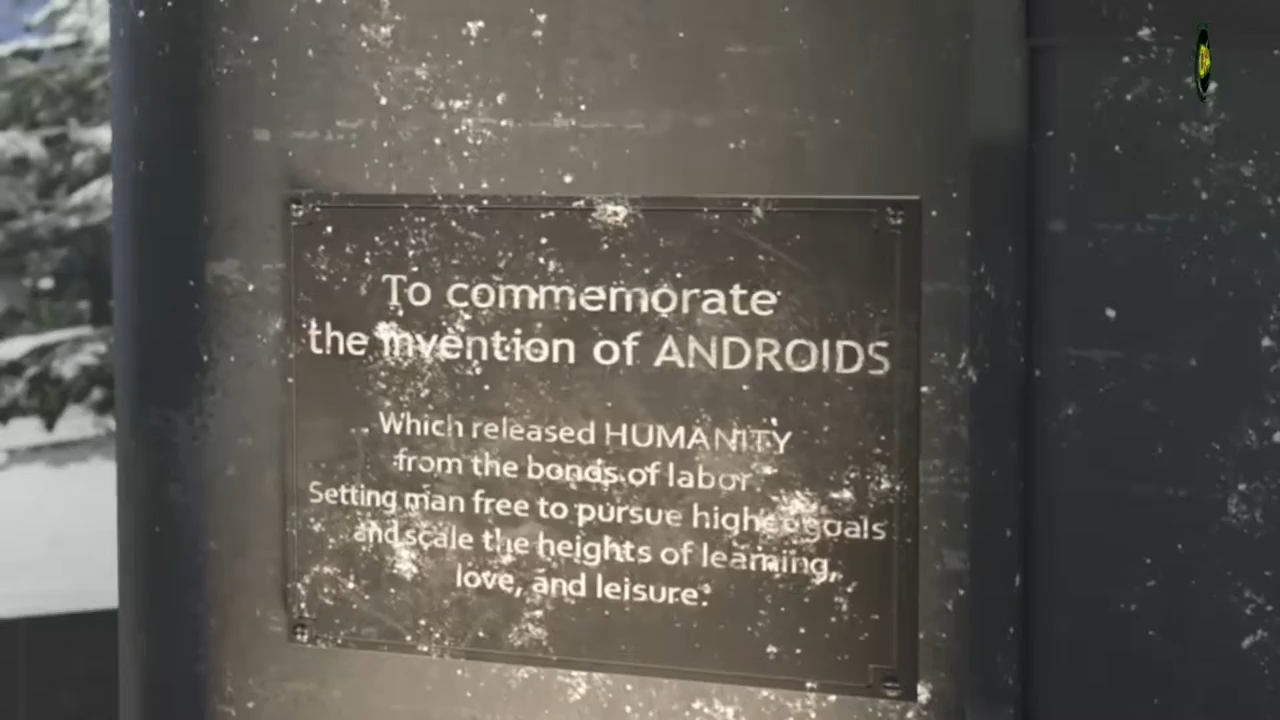 To commemorate
the invention of ANDROIDS
Which released HUMANITY
from the bonds of labor
Setting man free to pursue higher goals
and scale the heights of learning,
love, and leisure.